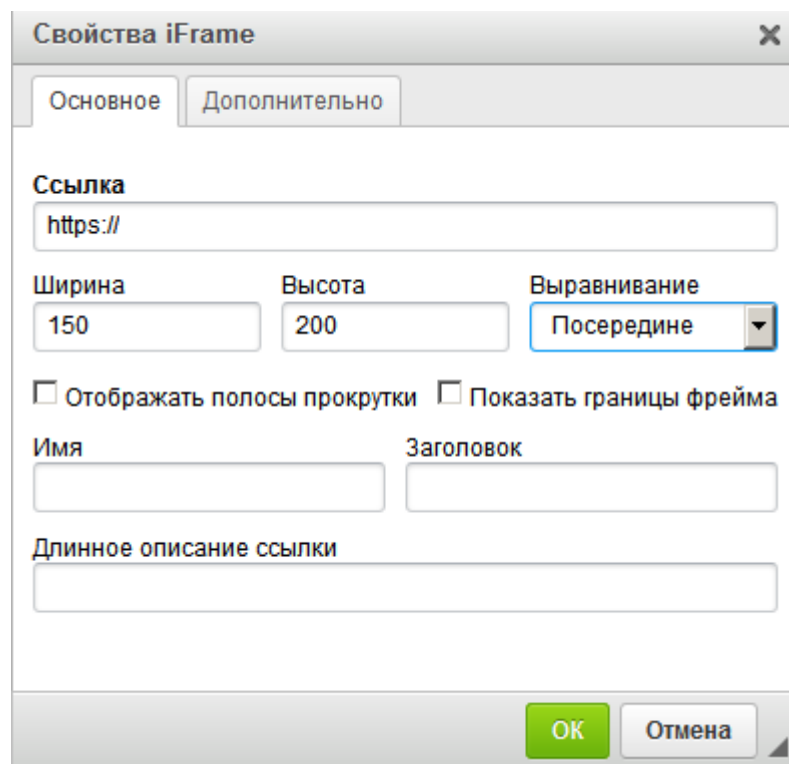 Свойства iFrame
Основное Дополнительно
Ссылка
https://
Ширина Высота Выравнивание
150 200 Посередине
Отображать полосы прокрутки Показать границы фрейма
Имя Заголовок
Длинное описание ссылки
ОК Отмена